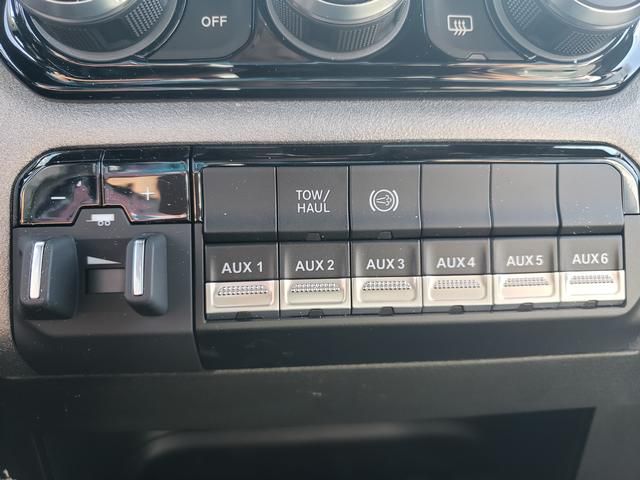 OFF
- +
TOW/
HAUL
AUX 1 AUX 2 AUX 3 AUX 4 AUX 5 AUX 6